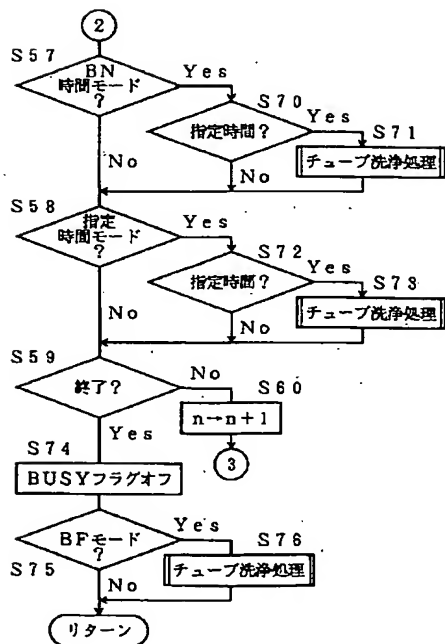 2
S57
BN
時間モード
?
Yes
No
S70
指定時間?
Yes
No
S71
チューブ洗浄処理
S58
指定
時間モード
?
Yes
No
S72
指定時間?
Yes
No
S73
チューブ洗浄処理
S59
終了?
No
Yes
S60
n→n+1
3
S74
BUSYフラグオフ
BFモード
?
S75
Yes
No
S76
チューブ洗浄処理
リターン